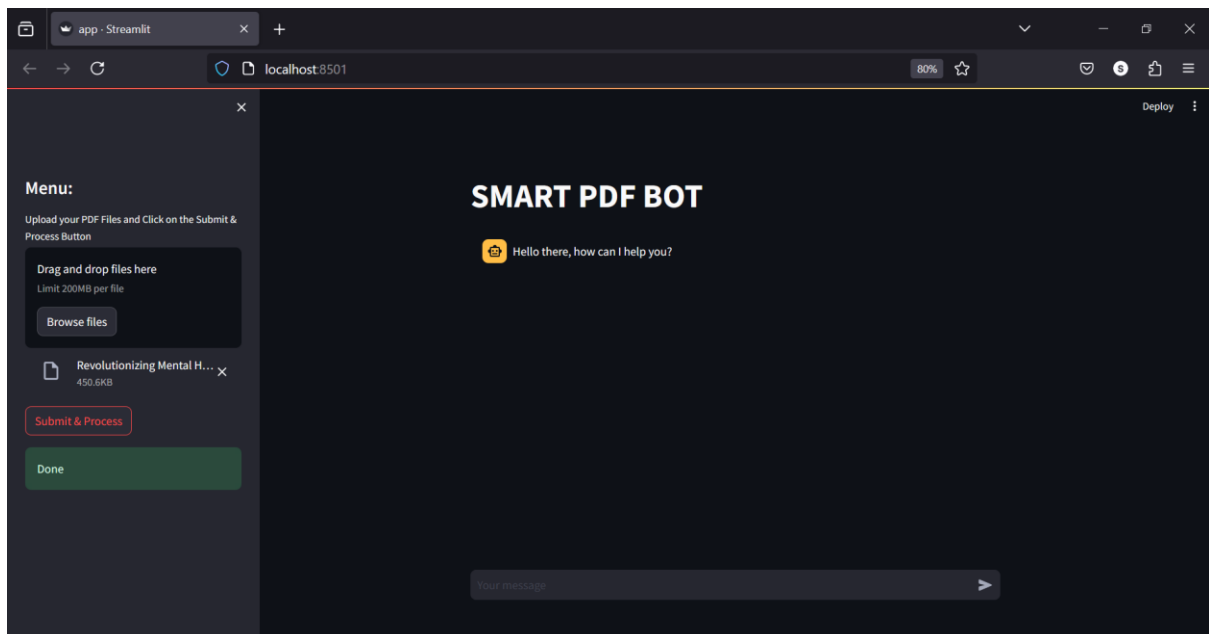 app · Streamlit
localhost:8501
80%
S
Deploy
Menu:
Upload your PDF Files and Click on the Submit &
Process Button
Drag and drop files here
Limit 200MB per file
Browse files
Revolutionizing Mental H...
450.6KB
Submit & Process
Done
SMART PDF BOT
Hello there, how can I help you?
Your message